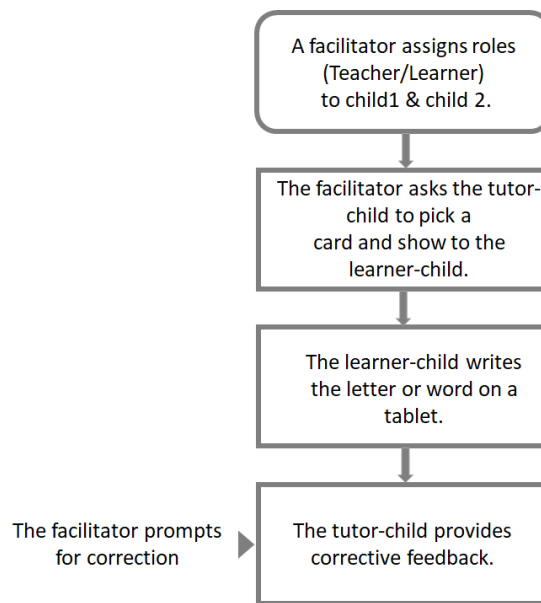 A facilitator assigns roles
(Teacher/Learner)
to child1 & child 2.
The facilitator asks the tutor-
child to pick a
card and show to the
learner-child.
The learner-child writes
the letter or word on a
tablet.
The facilitator prompts
for correction
The tutor-child provides
corrective feedback.